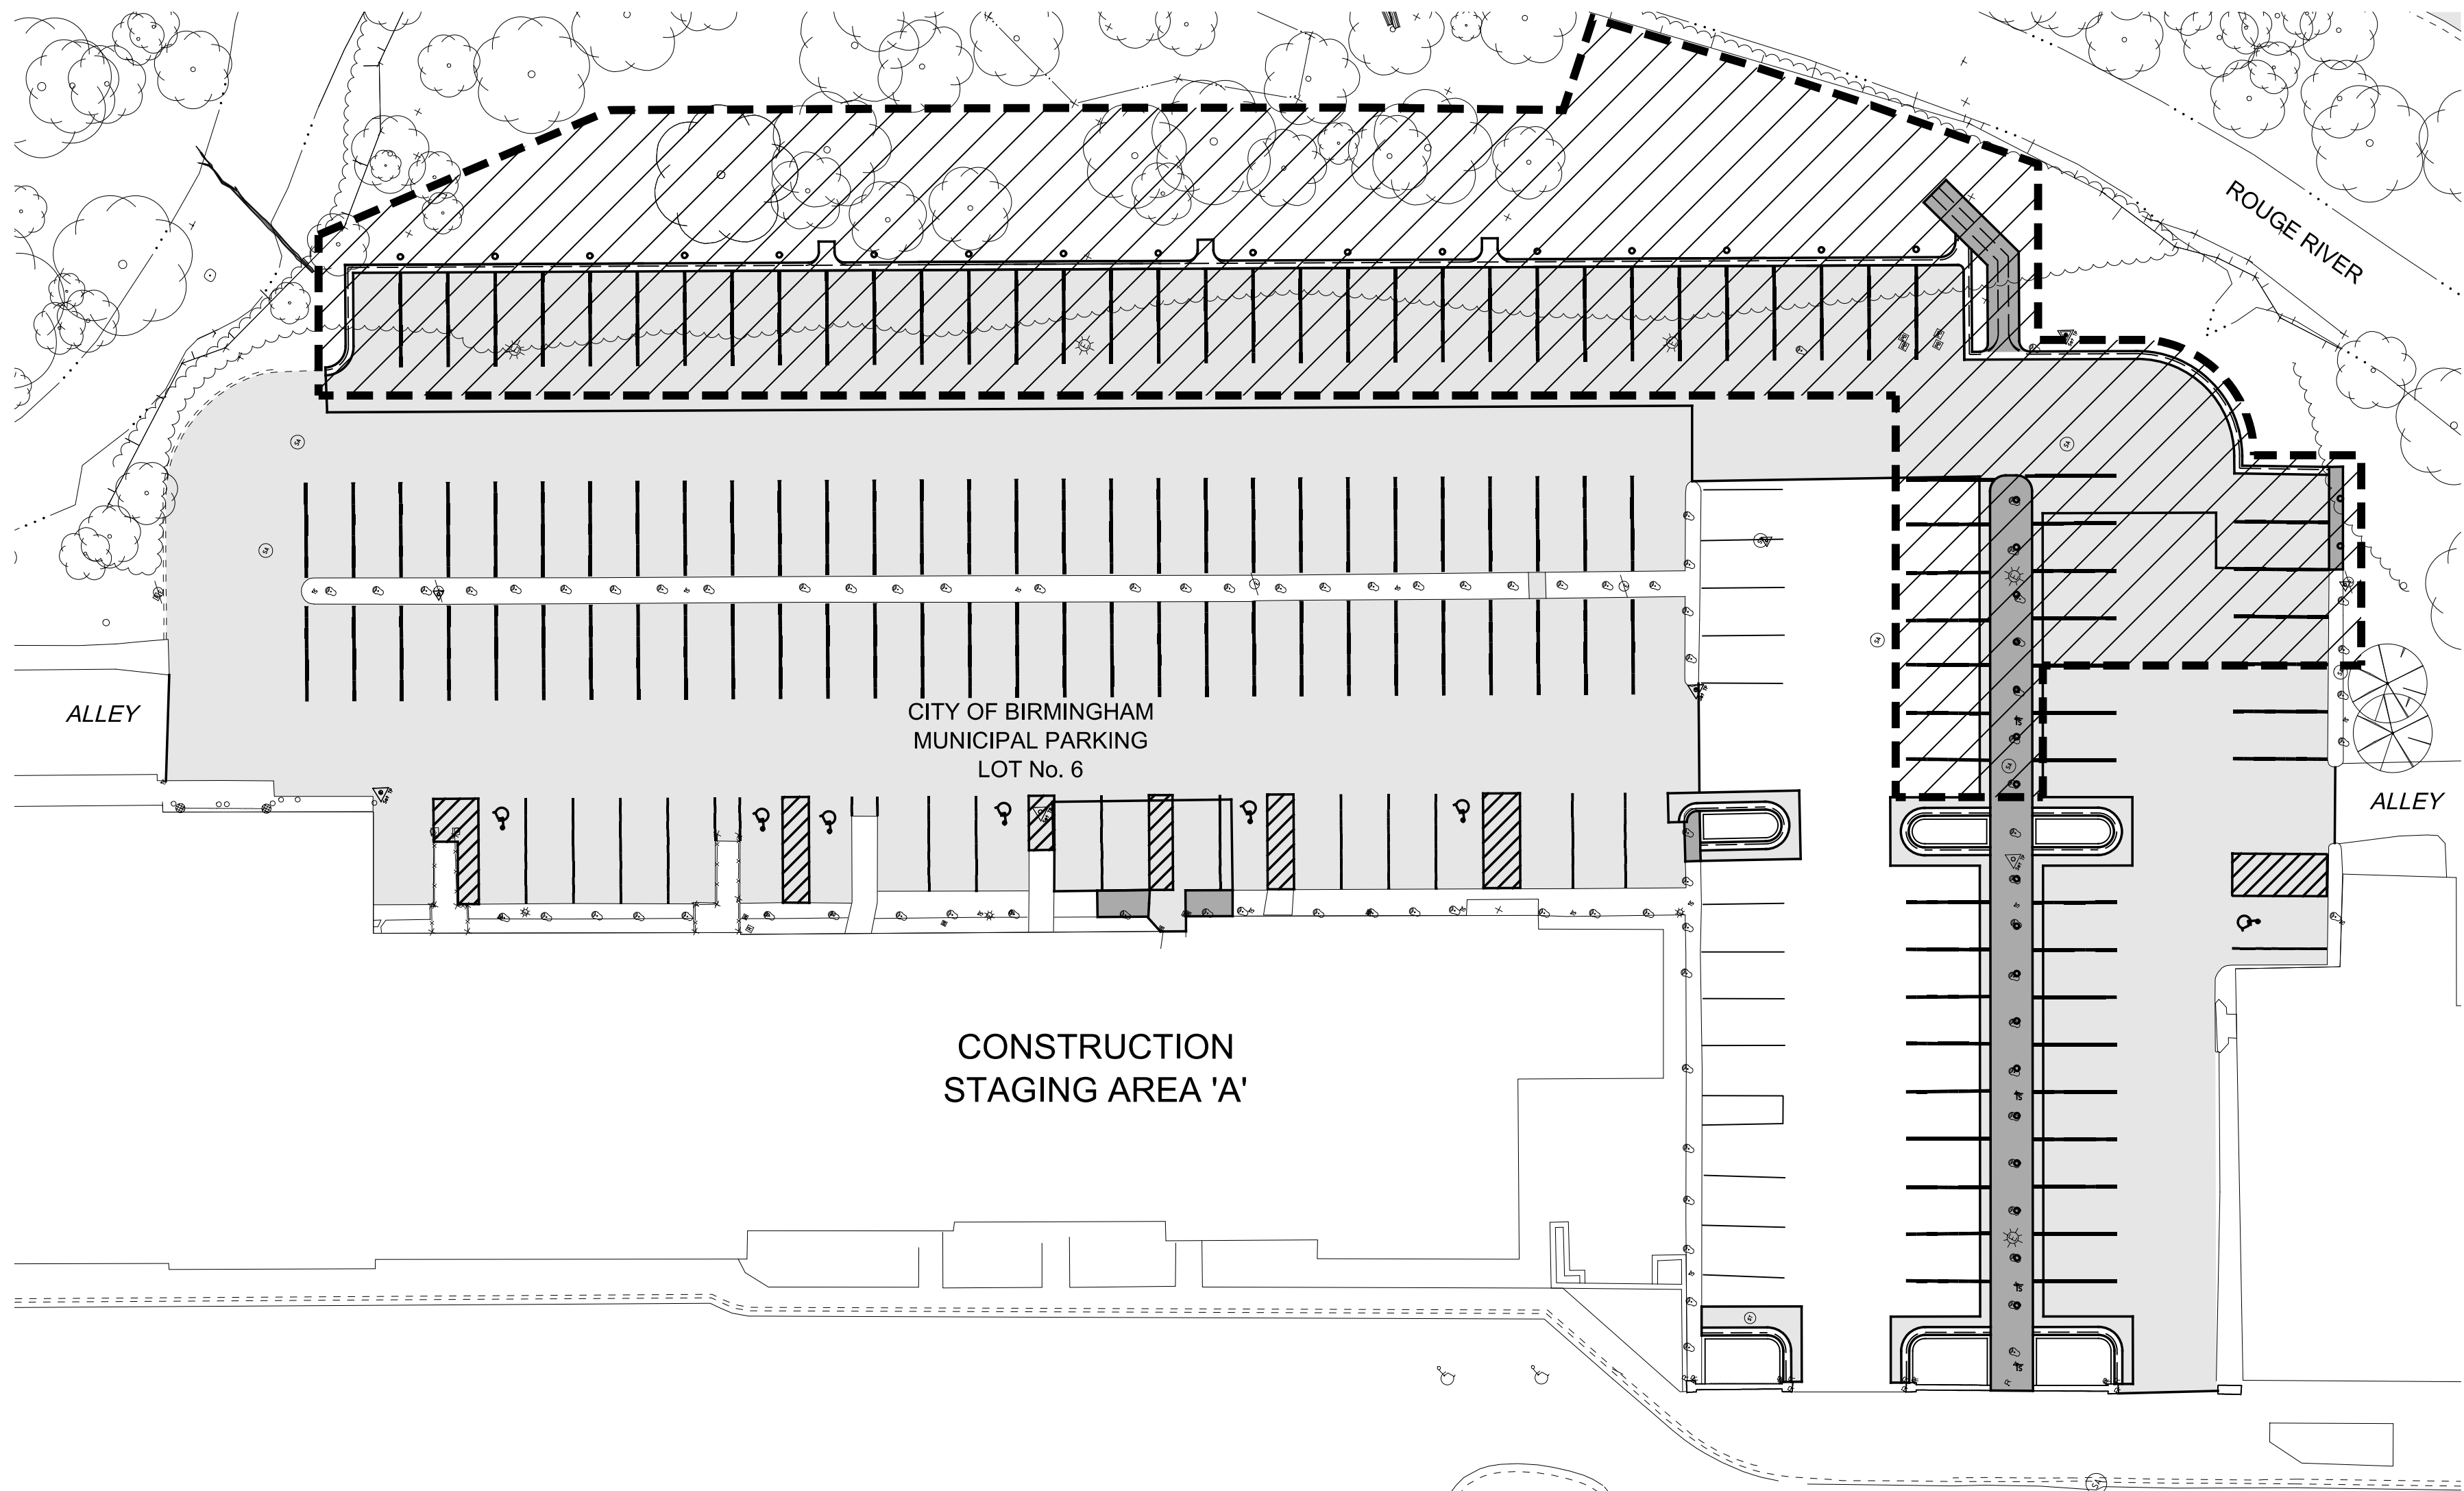 ROUGE RIVER
ALLEY
CITY OF BIRMINGHAM
MUNICIPAL PARKING
LOT No. 6
ALLEY
CONSTRUCTION
STAGING AREA 'A'